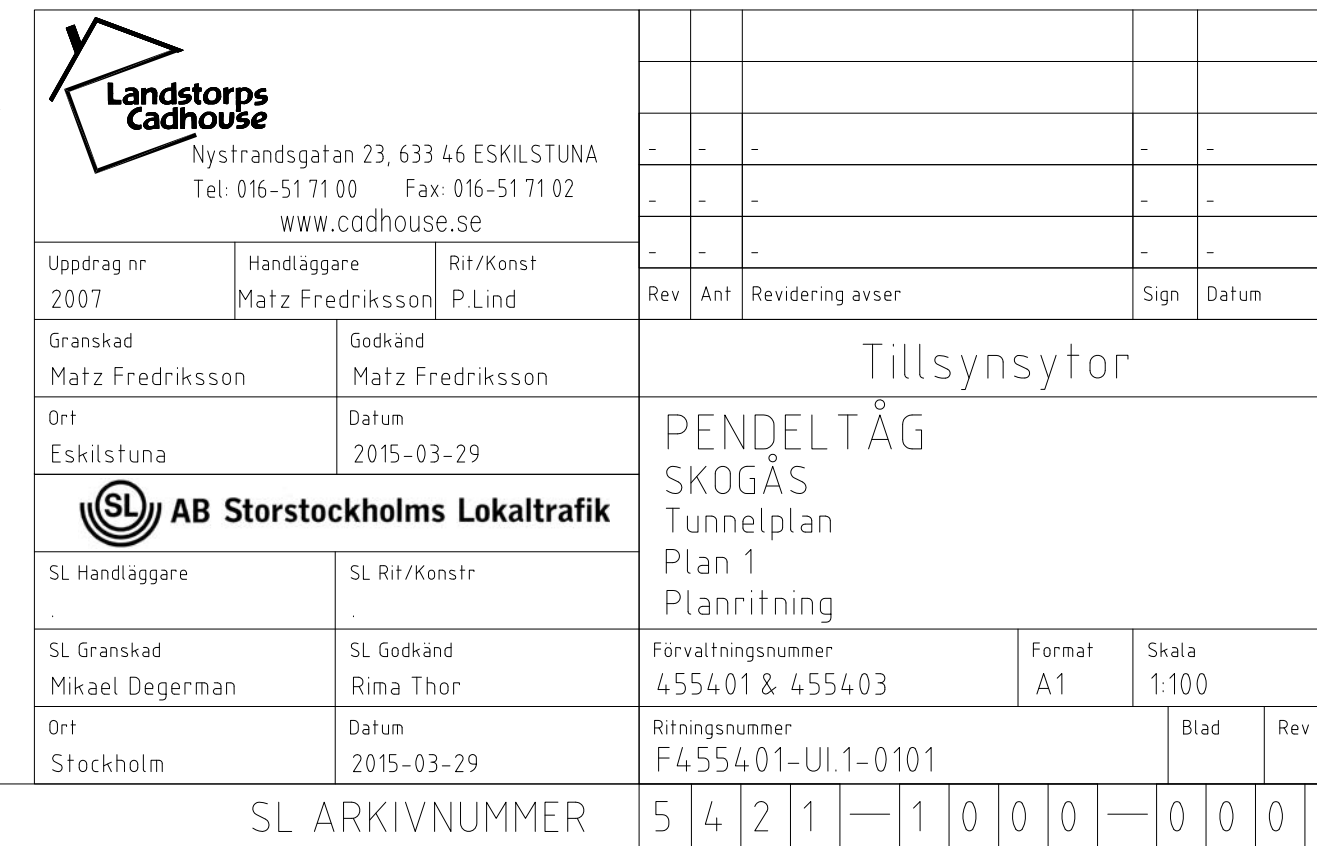 Landstorps
Cadhouse
Nystrandsgatan 23, 633 46 ESKILSTUNA
Tel: 016-51 71 00 Fax: 016-51 71 02
www.cadhouse.se
Uppdrag nr Handläggare Rit/Konst
2007 Matz Fredriksson P.Lind
Granskad Godkänd
Matz Fredriksson Matz Fredriksson
Ort Datum
Eskilstuna 2015-03-29
SL AB Storstockholms Lokaltrafik
SL Handläggare SL Rit/Konstr
. .
SL Granskad SL Godkänd
Mikael Degerman Rima Thor
Ort Datum
Stockholm 2015-03-29
- - - - -
- - - - -
- - - - -
Rev Ant Revidering avser Sign Datum
Tillsynsytor
PENDELTÅG
SKOGÅS
Tunnelplan
Plan 1
Planritning
Förvaltningsnummer Format Skala
455401 & 455403 A1 1:100
Ritningsnummer Blad Rev
F455401-UI.1-0101
SL ARKIVNUMMER 5 4 2 1 — 1 0 0 0 — 0 0 0